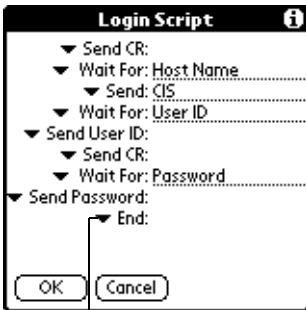 Login Script
Send CR:
Wait For: Host Name
Send: CIS
Wait For: User ID
Send User ID:
Send CR:
Wait For: Password
Send Password:
End:
OK Cancel